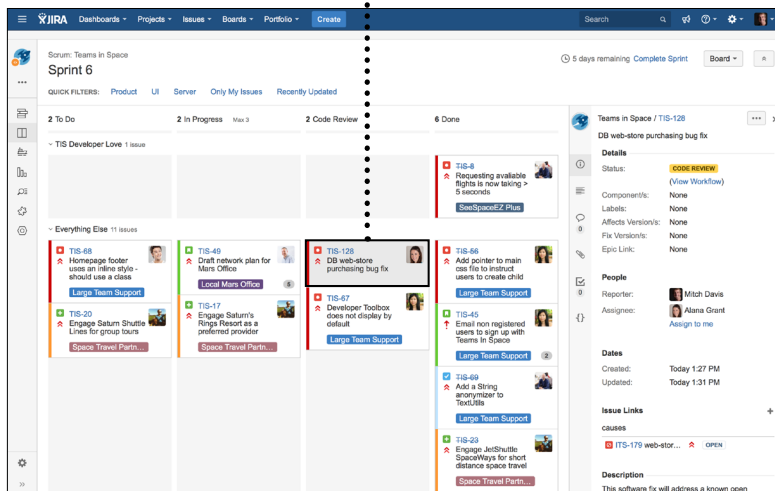 JIRA Dashboards Projects Issues Boards Portfolio Create Search
Scrum: Teams in Space
Sprint 6
5 days remaining Complete Sprint Board
QUICK FILTERS: Product UI Server Only My Issues Recently Updated
2 To Do
2 In Progress Max 3
2 Code Review
6 Done
TIS Developer Love 1 issue
TIS-8
Requesting avaliable
flights is now taking >
5 seconds
SeeSpaceEZ Plus
Everything Else 11 issues
TIS-68
Homepage footer
uses an inline style -
should use a class
Large Team Support
TIS-20
Engage Saturn Shuttle
Lines for group tours
Space Travel Partn...
TIS-49
Draft network plan for
Mars Office
Local Mars Office 5
TIS-17
Engage Saturn's
Rings Resort as a
preferred provider
Space Travel Partn...
TIS-128
DB web-store
purchasing bug fix
TIS-67
Developer Toolbox
does not display by
default
Large Team Support
TIS-56
Add pointer to main
css file to instruct
users to create child
Large Team Support
TIS-45
Email non registered
users to sign up with
Teams In Space
Large Team Support 2
TIS-69
Add a String
anonymizer to
TextUtils
Large Team Support
TIS-23
Engage JetShuttle
SpaceWays for short
distance space travel
Space Travel Partn...
0
0
Teams in Space / TIS-128
DB web-store purchasing bug fix
Details
Status: CODE REVIEW
(View Workflow)
Component/s: None
Labels: None
Affects Version/s: None
Fix Version/s: None
Epic Link: None
People
Reporter: Mitch Davis
Assignee: Alana Grant
Assign to me
Dates
Created: Today 1:27 PM
Updated: Today 1:31 PM
Issue Links
causes
ITS-179 web-stor... OPEN
Description
This software fix will address a known open